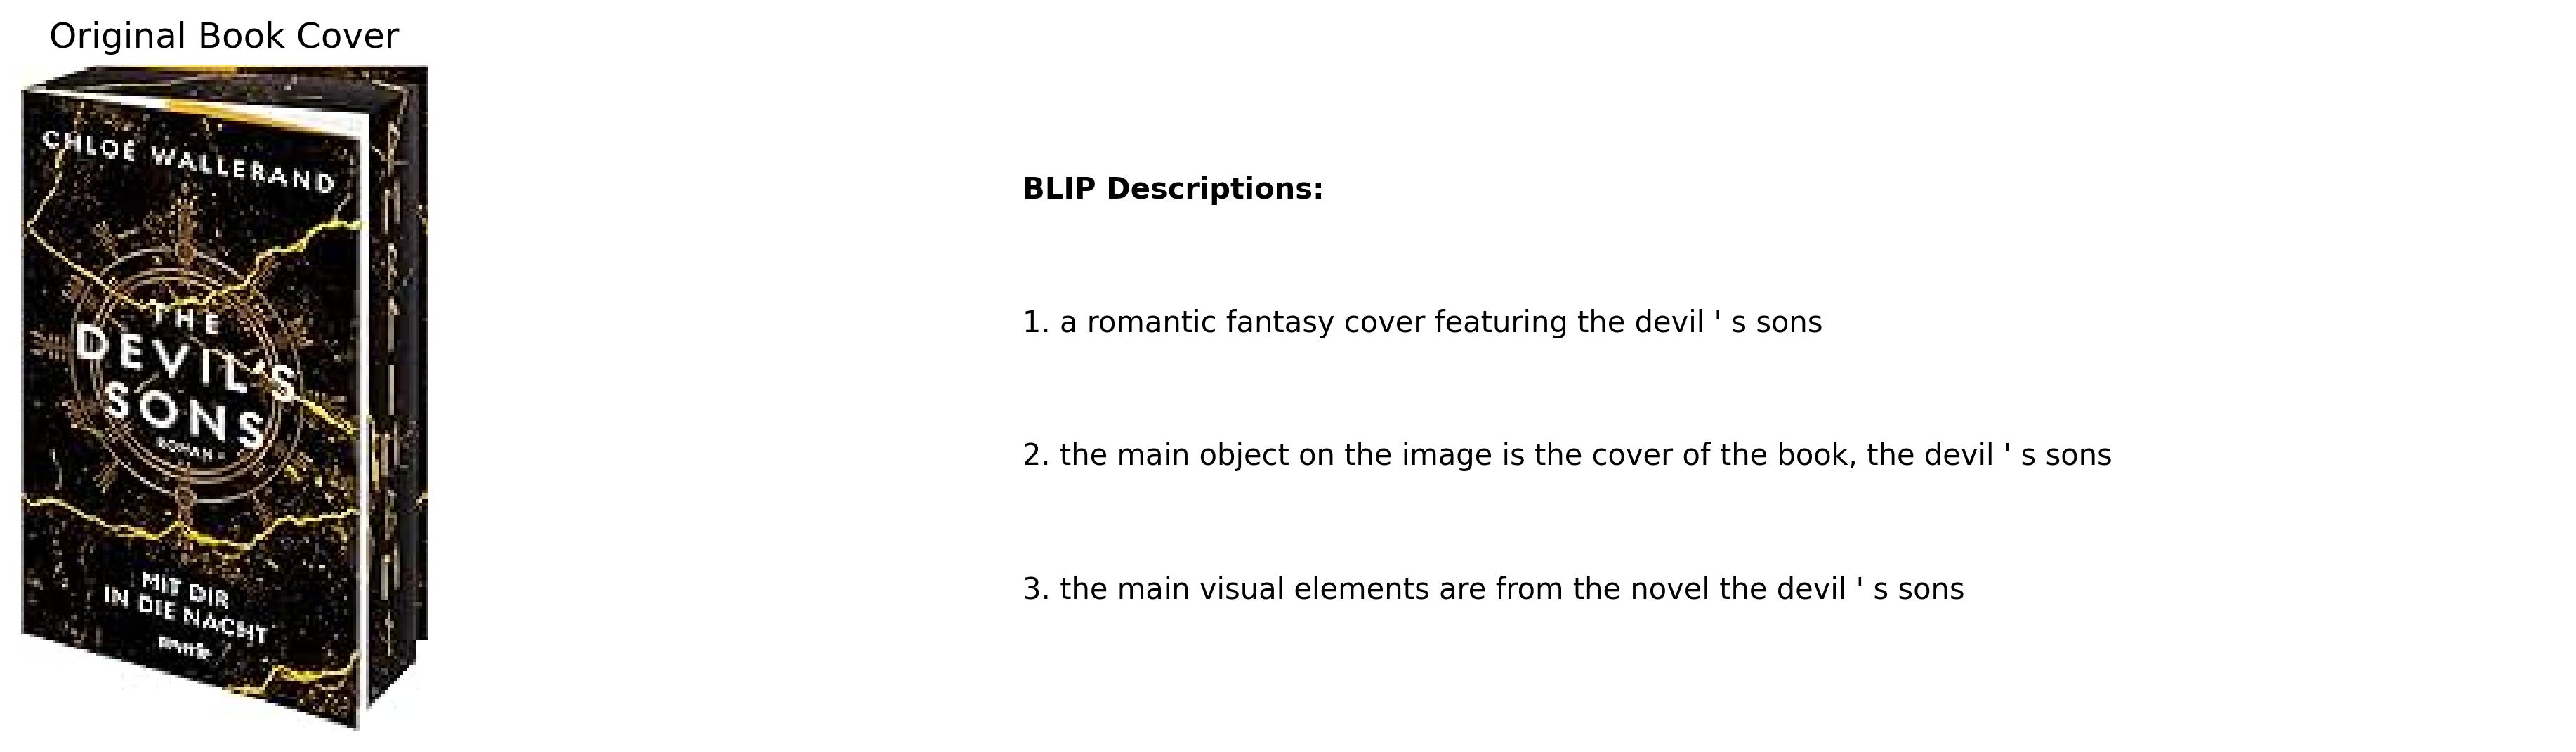 Original Book Cover
CHLOÉ WALLERAND
THE
DEVIL'S
SONS
ROMAN
MIT DIR
IN DIE NACHT
BLIP Descriptions:
1. a romantic fantasy cover featuring the devil ' s sons
2. the main object on the image is the cover of the book, the devil ' s sons
3. the main visual elements are from the novel the devil ' s sons